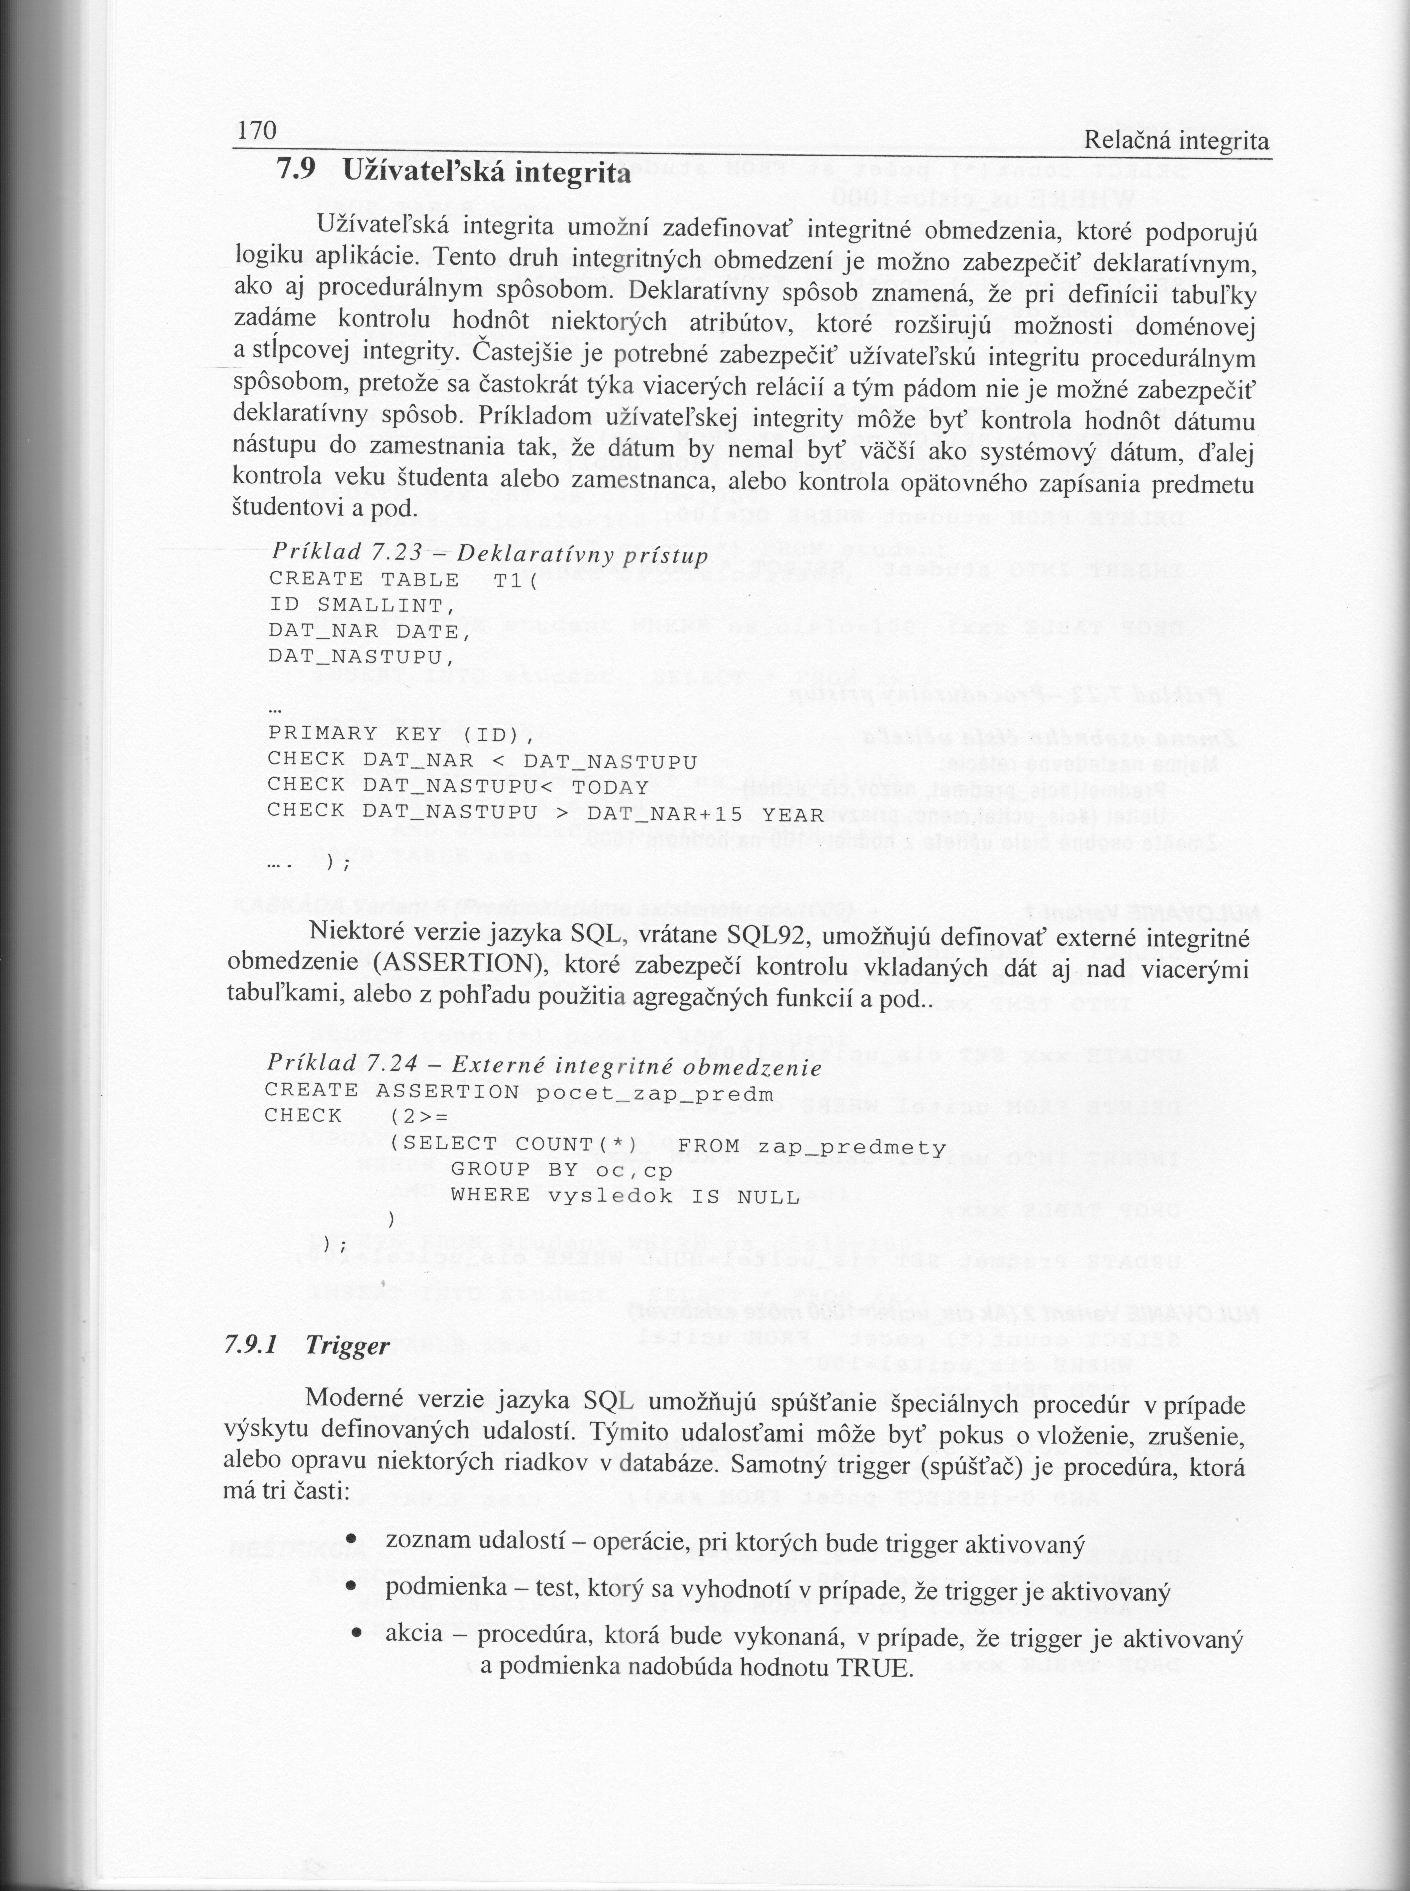 170
Relačná integrita
7.9 Užívateľská integrita
Užívateľská integrita umožní zadefinovať integritné obmedzenia, ktoré podporujú
logiku aplikácie. Tento druh integritných obmedzení je možno zabezpečiť deklaratívnym,
ako aj procedurálnym spôsobom. Deklaratívny spôsob znamená, že pri definícii tabuľky
zadáme kontrolu hodnôt niektorých atribútov, ktoré rozširujú možnosti doménovej
a stĺpcovej integrity. Častejšie je potrebné zabezpečiť užívateľskú integritu procedurálnym
spôsobom, pretože sa častokrát týka viacerých relácií a tým pádom nie je možné zabezpečiť
deklaratívny spôsob. Príkladom užívateľskej integrity môže byť kontrola hodnôt dátumu
nástupu do zamestnania tak, že dátum by nemal byť väčší ako systémový dátum, ďalej
kontrola veku študenta alebo zamestnanca, alebo kontrola opätovného zapísania predmetu
študentovi a pod.
Príklad 7.23 – Deklaratívny prístup
CREATE TABLE T1(
ID SMALLINT,
DAT_NAR DATE,
DAT_NASTUPU,
…
PRIMARY KEY (ID),
CHECK DAT_NAR < DAT_NASTUPU
CHECK DAT_NASTUPU< TODAY
CHECK DAT_NASTUPU > DAT_NAR+15 YEAR
…. );
Niektoré verzie jazyka SQL, vrátane SQL92, umožňujú definovať externé integritné
obmedzenie (ASSERTION), ktoré zabezpečí kontrolu vkladaných dát aj nad viacerými
tabuľkami, alebo z pohľadu použitia agregačných funkcií a pod..
Príklad 7.24 – Externé integritné obmedzenie
CREATE ASSERTION pocet_zap_predm
CHECK (2>=
(SELECT COUNT(*) FROM zap_predmety
GROUP BY oc,cp
WHERE vysledok IS NULL
)
);
7.9.1 Trigger
Moderné verzie jazyka SQL umožňujú spúšťanie špeciálnych procedúr v prípade
výskytu definovaných udalostí. Týmito udalosťami môže byť pokus o vloženie, zrušenie,
alebo opravu niektorých riadkov v databáze. Samotný trigger (spúšťač) je procedúra, ktorá
má tri časti:
• zoznam udalostí – operácie, pri ktorých bude trigger aktivovaný
• podmienka – test, ktorý sa vyhodnotí v prípade, že trigger je aktivovaný
• akcia – procedúra, ktorá bude vykonaná, v prípade, že trigger je aktivovaný
a podmienka nadobúda hodnotu TRUE.